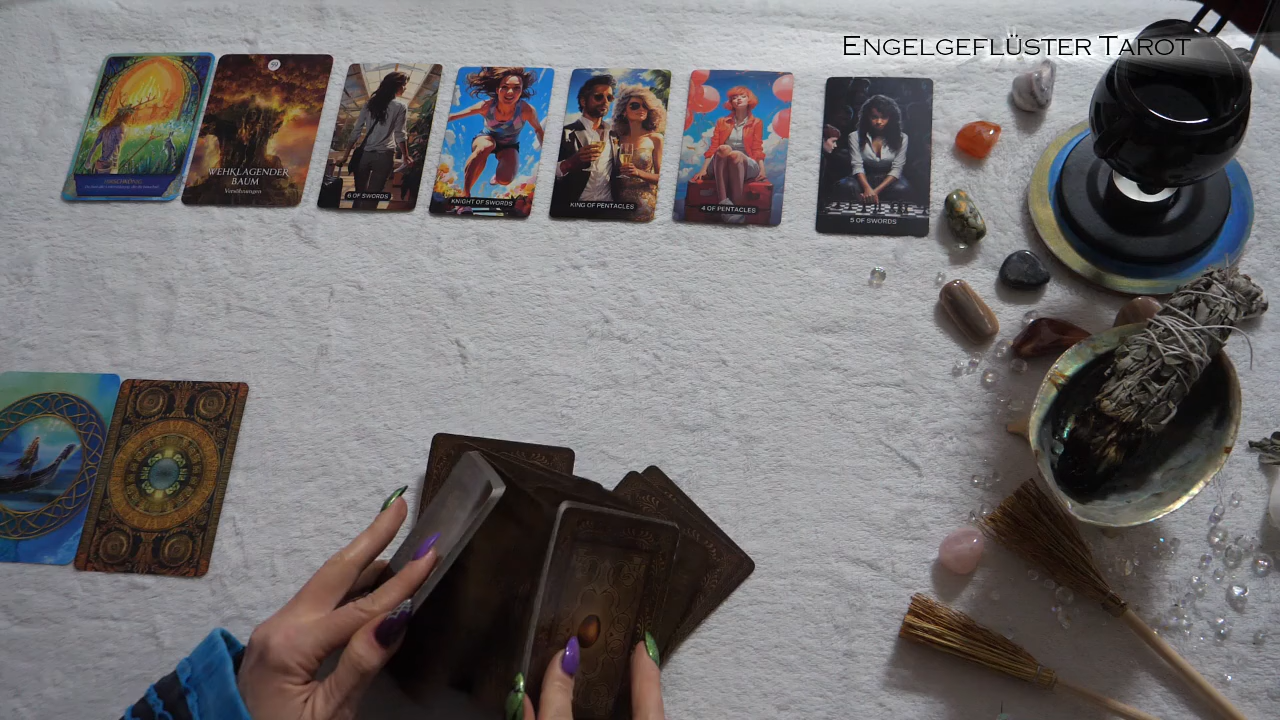 ENGELGEFLÜSTER TAROT
59
WEHKLAGENDER
BAUM
6 OF SWORDS
KNIGHT OF SWORDS
KING OF PENTACLES
4 OF PENTACLES
5 OF SWORDS